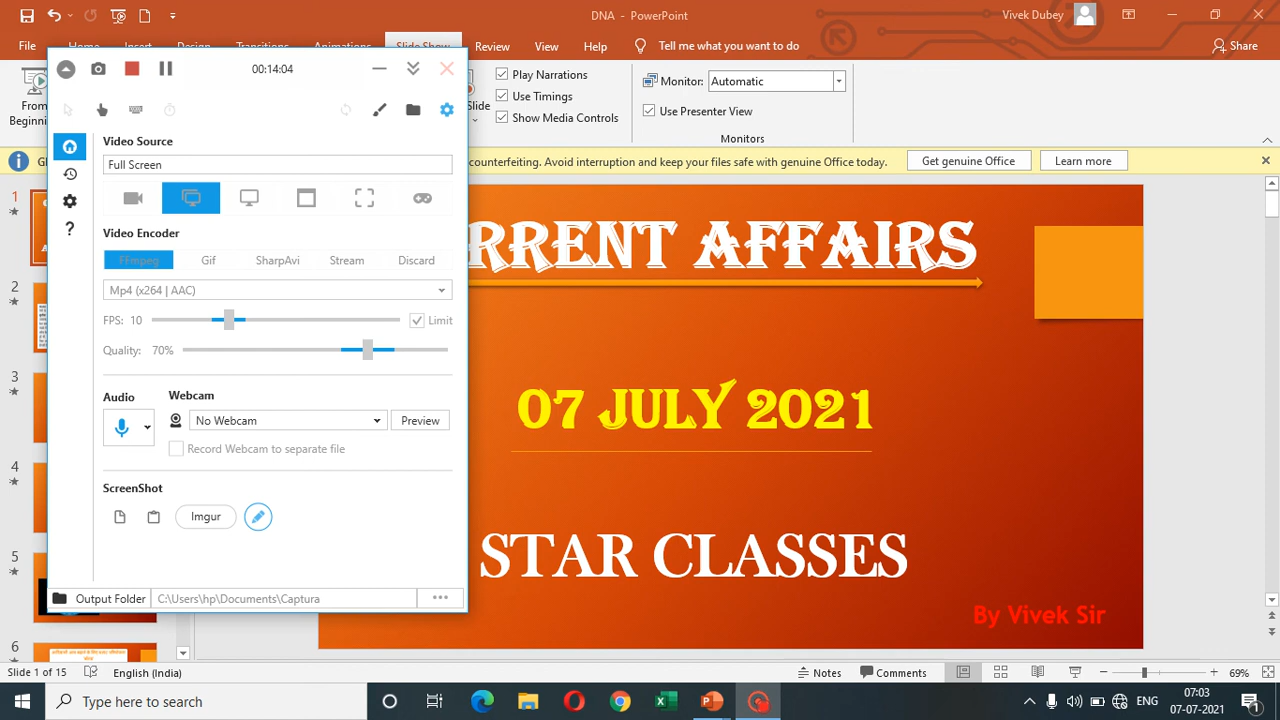 DNA - PowerPoint
Vivek Dubey
File
Home
Insert
Design
Transitions
Animations
Slide Show
Review
View
Help
Tell me what you want to do
Share
00:14:04
From
Beginning
Slide
Play Narrations
Use Timings
Show Media Controls
Monitor: Automatic
Use Presenter View
Monitors
counterfeiting. Avoid interruption and keep your files safe with genuine Office today.
Get genuine Office
Learn more
Video Source
Full Screen
Video Encoder
FFmpeg Gif SharpAvi Stream Discard
Mp4 (x264 | AAC)
FPS: 10 Limit
Quality: 70%
Audio
Webcam
No Webcam
Preview
Record Webcam to separate file
ScreenShot
Imgur
Output Folder C:\Users\hp\Documents\Captura ...
1
2
3
4
5
6
RRENT AFFAIRS
07 JULY 2021
STAR CLASSES
By Vivek Sir
Slide 1 of 15
English (India)
Notes
Comments
69%
Type here to search
ENG
07:03
07-07-2021
1